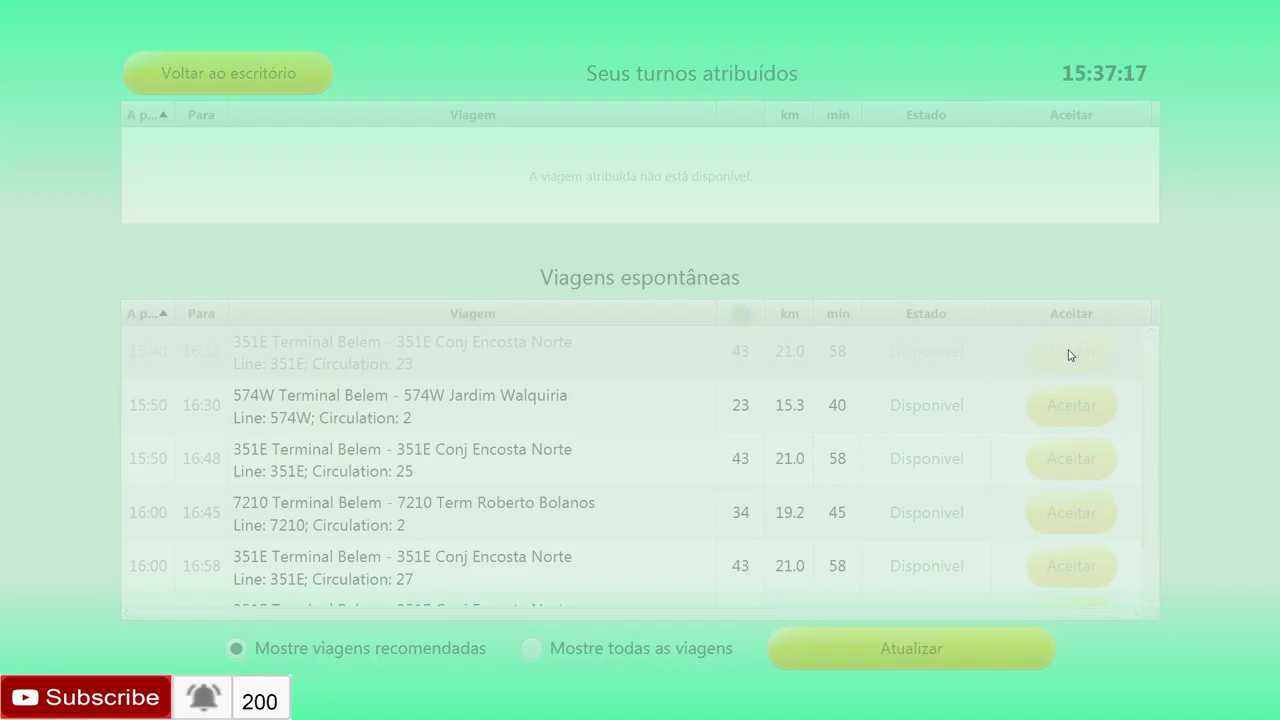 Voltar ao escritório
Seus turnos atribuídos
15:37:17
A p... Para Viagem km min Estado Aceitar
A viagem atribuída não está disponível.
Viagens espontâneas
A p... Para Viagem km min Estado Aceitar
15:40 16:38 351E Terminal Belem - 351E Conj Encosta Norte 43 21.0 58 Disponivel
Line: 351E; Circulation: 23
15:50 16:30 574W Terminal Belem - 574W Jardim Walquiria 23 15.3 40 Disponivel Aceitar
Line: 574W; Circulation: 2
15:50 16:48 351E Terminal Belem - 351E Conj Encosta Norte 43 21.0 58 Disponivel Aceitar
Line: 351E; Circulation: 25
16:00 16:45 7210 Terminal Belem - 7210 Term Roberto Bolanos 34 19.2 45 Disponivel Aceitar
Line: 7210; Circulation: 2
16:00 16:58 351E Terminal Belem - 351E Conj Encosta Norte 43 21.0 58 Disponivel Aceitar
Line: 351E; Circulation: 27
Mostre viagens recomendadas
Mostre todas as viagens
Atualizar
Subscribe
200